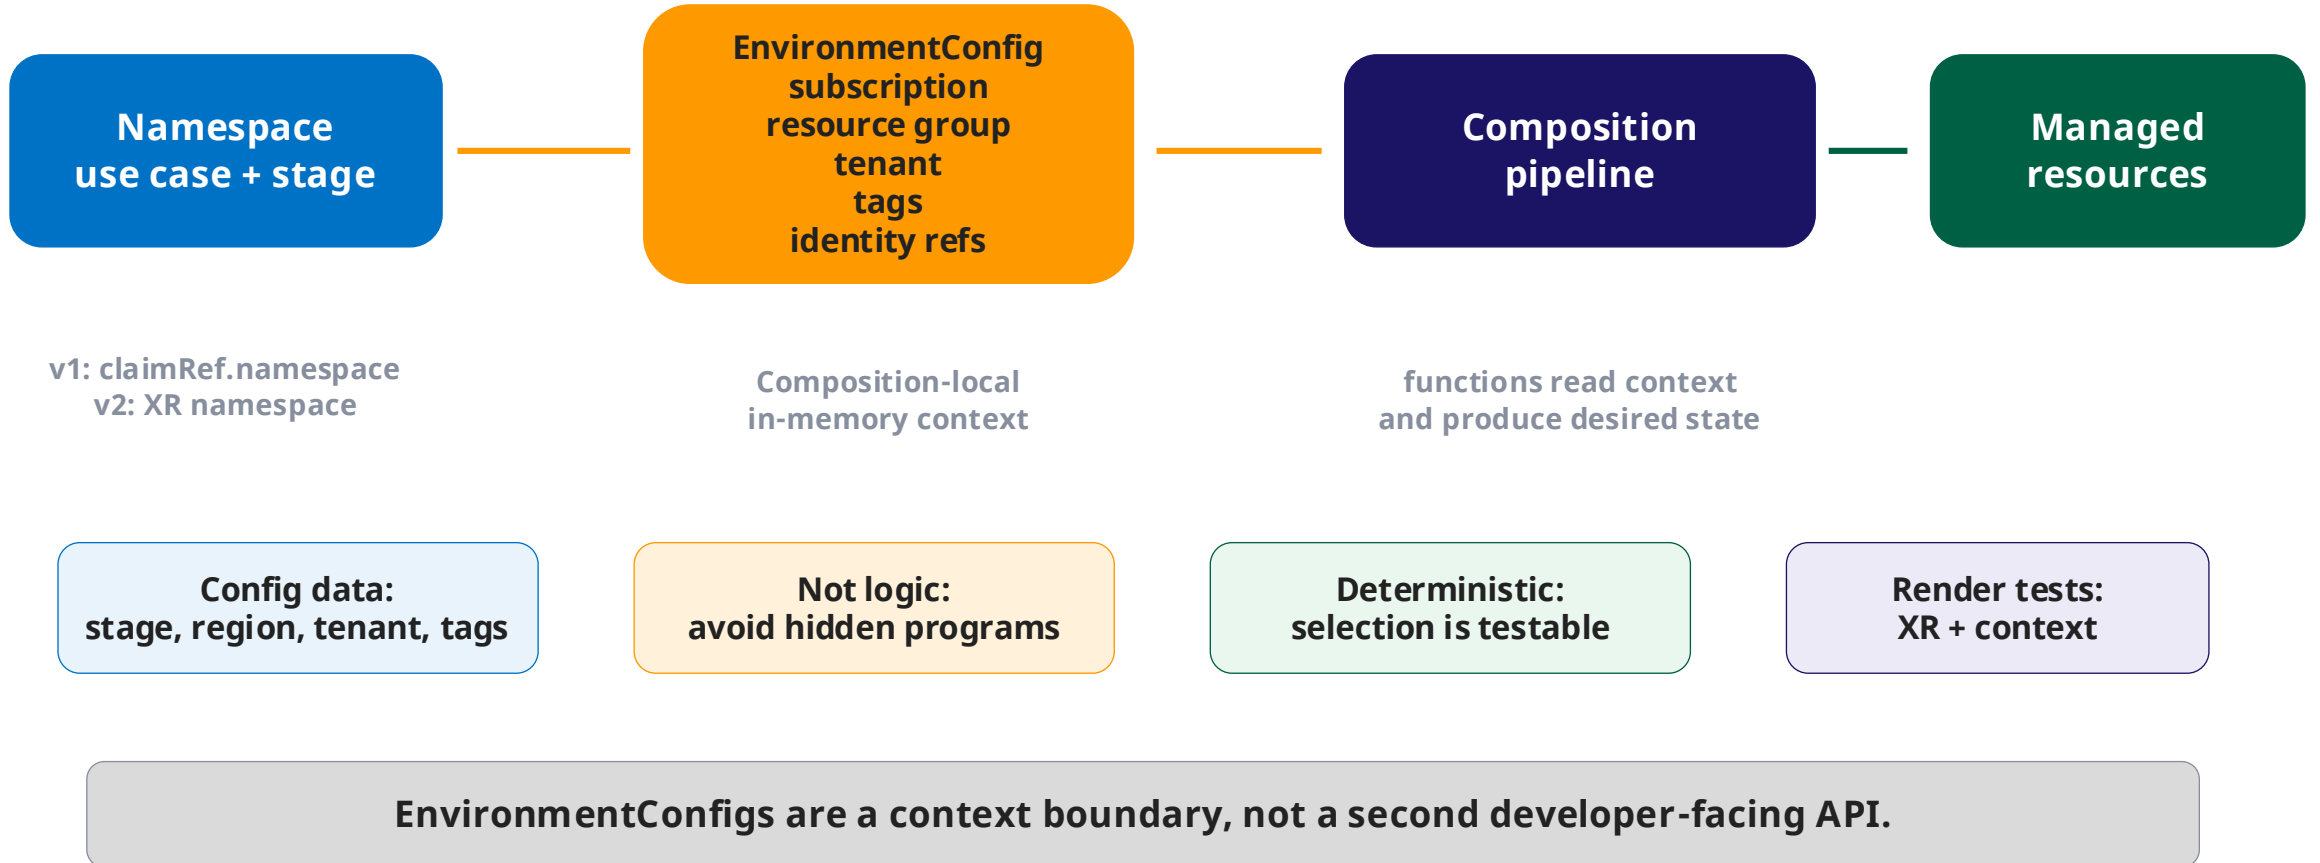 Namespace
use case + stage
EnvironmentConfig
subscription
resource group
tenant
tags
identity refs
Composition
pipeline
Managed
resources
v1: claimRef.namespace
v2: XR namespace
Composition-local
in-memory context
functions read context
and produce desired state
Config data:
stage, region, tenant, tags
Not logic:
avoid hidden programs
Deterministic:
selection is testable
Render tests:
XR + context
EnvironmentConfigs are a context boundary, not a second developer-facing API.